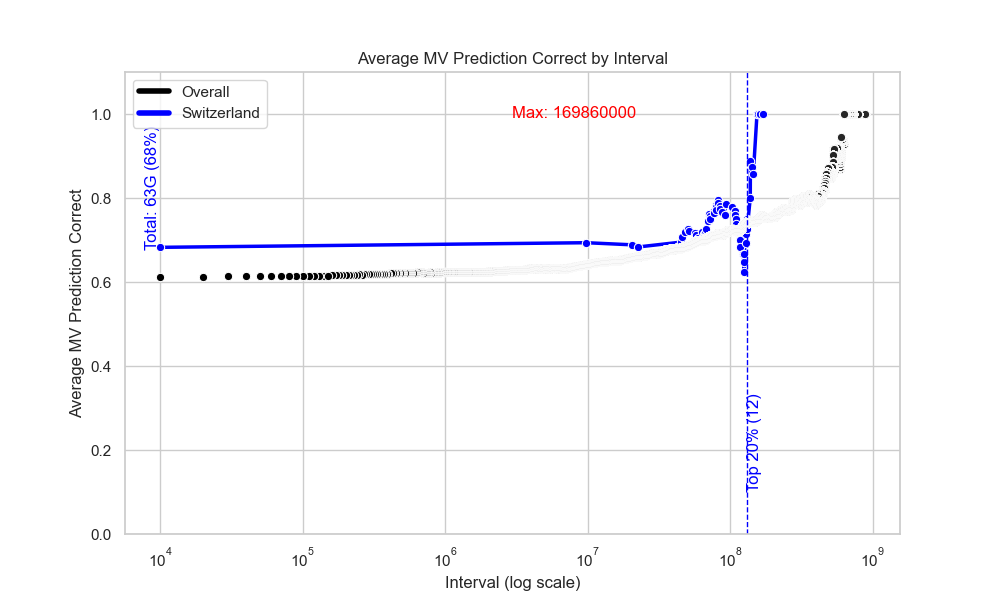 Average MV Prediction Correct by Interval
Overall
Switzerland
Max: 169860000
Total: 63G (68%)
Top 20% (12)
Average MV Prediction Correct
1.0
0.8
0.6
0.4
0.2
0.0
10^4
10^5
10^6
10^7
10^8
10^9
Interval (log scale)